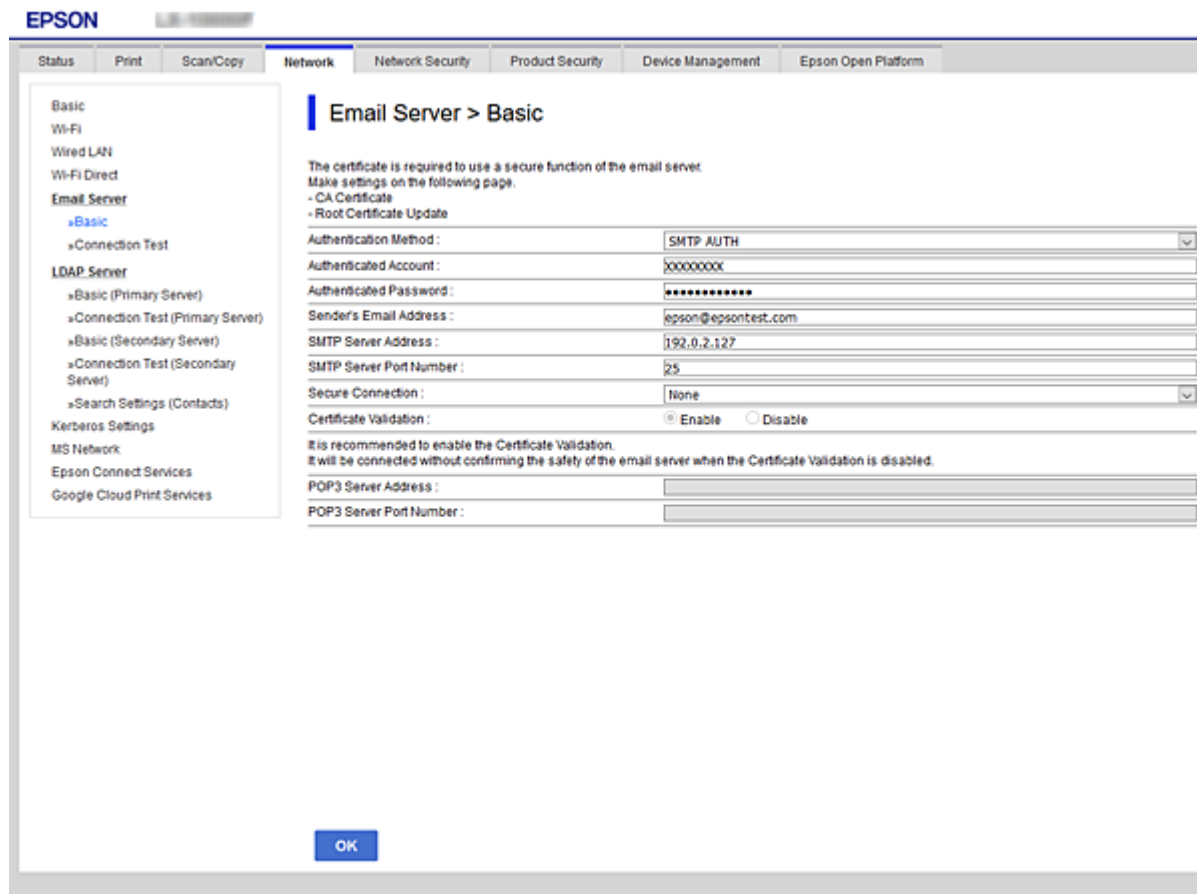 EPSON
Status Print Scan/Copy Network Network Security Product Security Device Management Epson Open Platform
Basic
Wi-Fi
Wired LAN
Wi-Fi Direct
Email Server
»Basic
»Connection Test
LDAP Server
»Basic (Primary Server)
»Connection Test (Primary Server)
»Basic (Secondary Server)
»Connection Test (Secondary
Server)
»Search Settings (Contacts)
Kerberos Settings
MS Network
Epson Connect Services
Google Cloud Print Services
Email Server > Basic
The certificate is required to use a secure function of the email server.
Make settings on the following page.
- CA Certificate
- Root Certificate Update
Authentication Method : SMTP AUTH
Authenticated Account : XXXXXXXX
Authenticated Password : ••••••••••••
Sender's Email Address : epson@epsontest.com
SMTP Server Address : 192.0.2.127
SMTP Server Port Number : 25
Secure Connection : None
Certificate Validation : Enable Disable
It is recommended to enable the Certificate Validation.
It will be connected without confirming the safety of the email server when the Certificate Validation is disabled.
POP3 Server Address :
POP3 Server Port Number :
OK